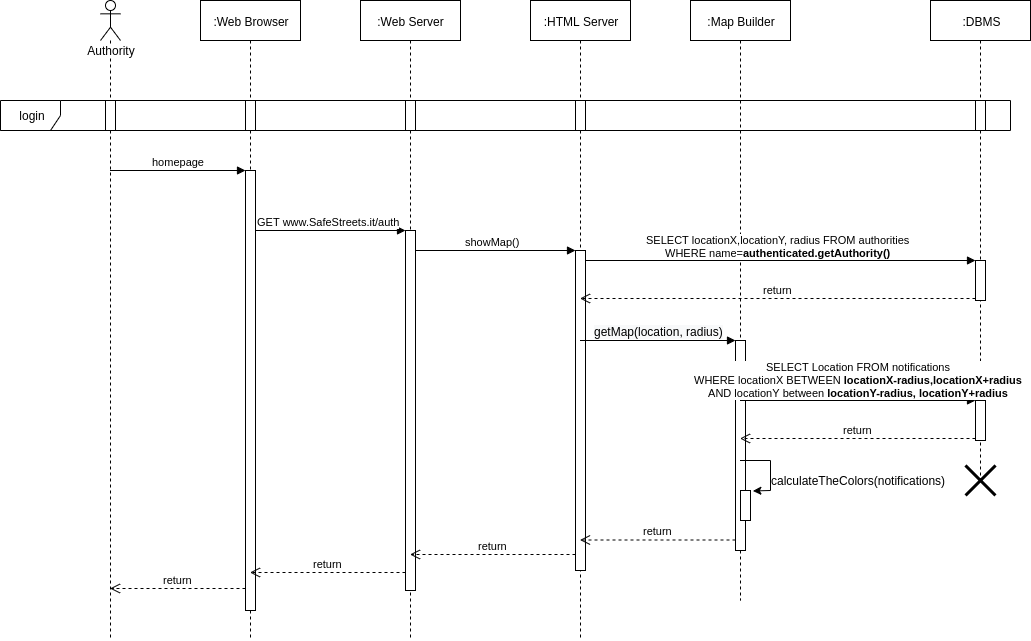 :Web Browser
:Web Server
:HTML Server
:Map Builder
:DBMS
Authority
login
homepage
GET www.SafeStreets.it/auth
showMap()
SELECT locationX,locationY, radius FROM authorities
WHERE name=authenticated.getAuthority()
return
getMap(location, radius)
SELECT Location FROM notifications
WHERE locationX BETWEEN locationX-radius,locationX+radius
AND locationY between locationY-radius, locationY+radius
return
calculateTheColors(notifications)
return
return
return
return